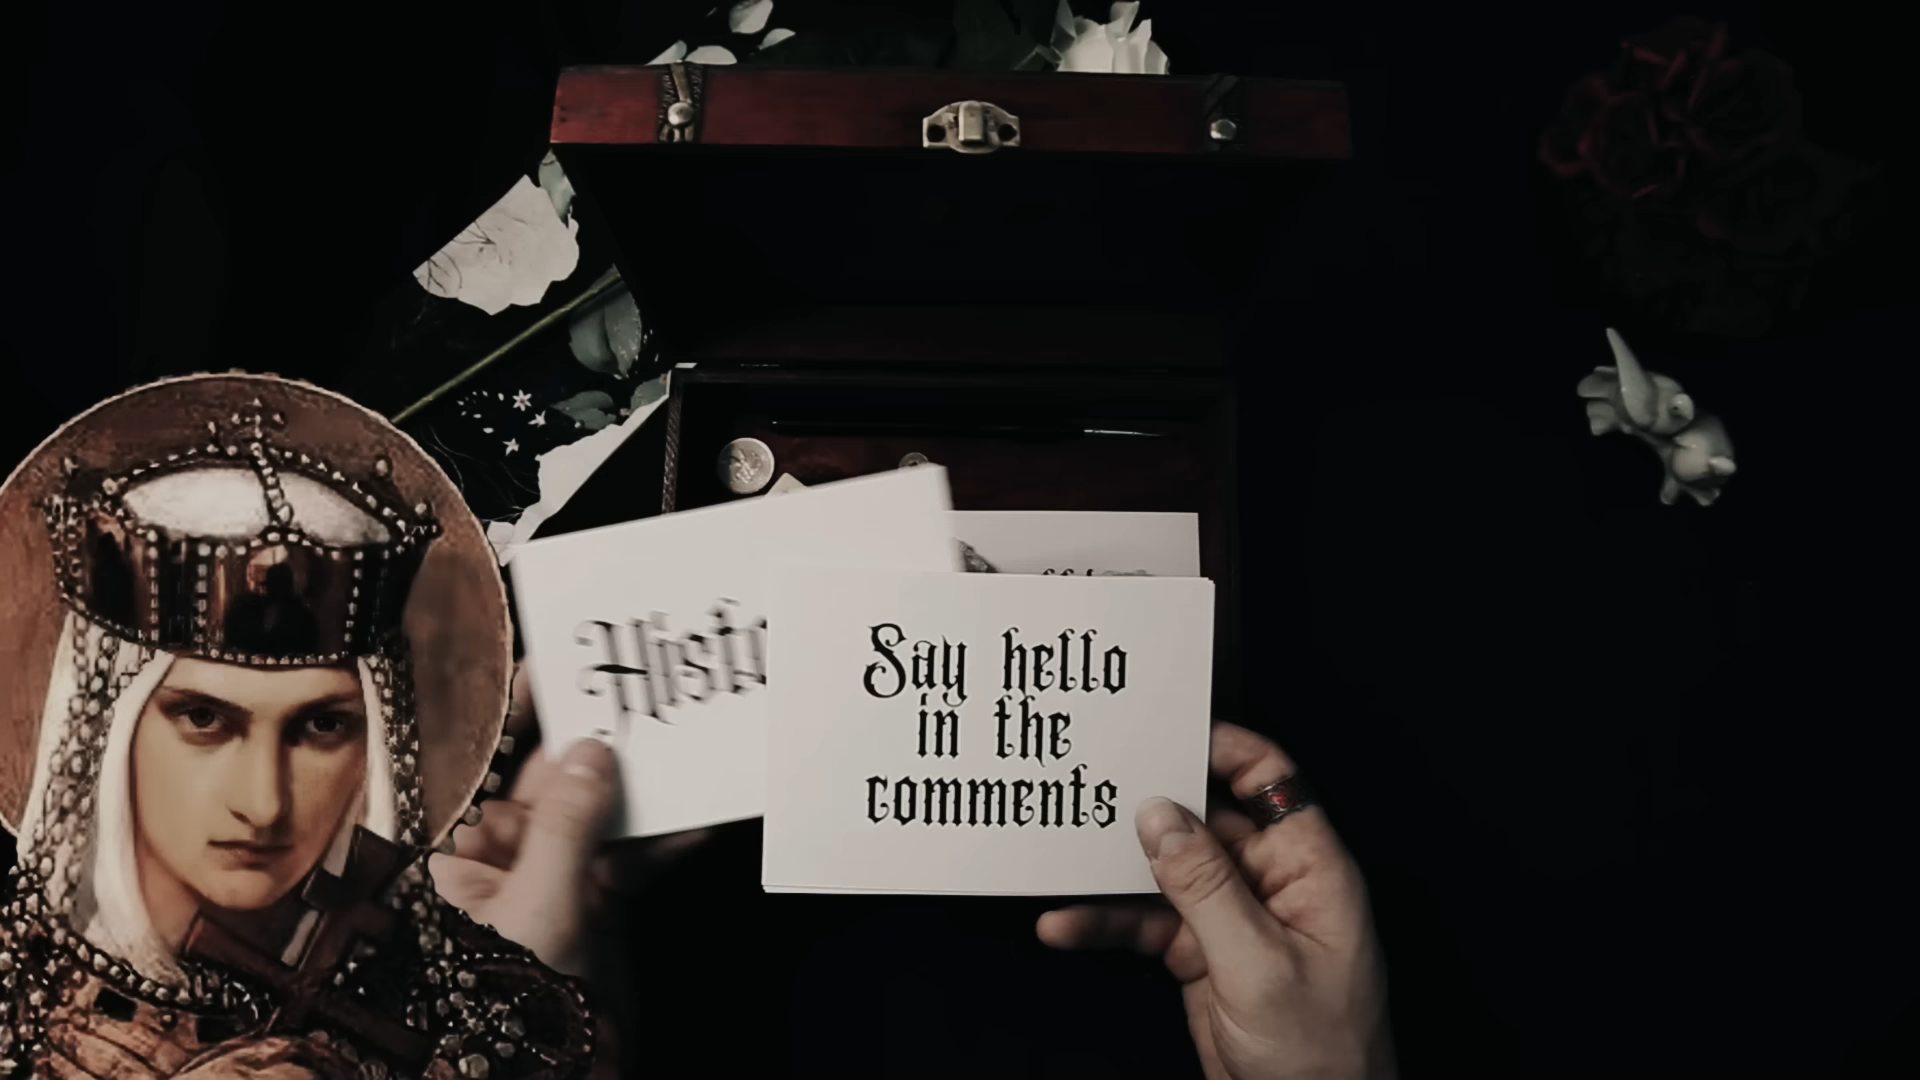 Say hello
in the
comments